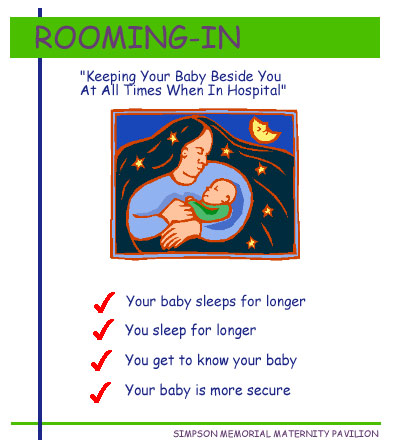 ROOMING-IN
"Keeping Your Baby Beside You
At All Times When In Hospital"
Your baby sleeps for longer
You sleep for longer
You get to know your baby
Your baby is more secure
SIMPSON MEMORIAL MATERNITY PAVILION